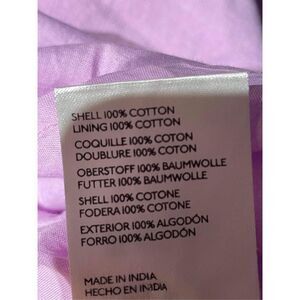 SHELL 100% COTTON
LINING 100% COTTON
COQUILLE 100% COTON
DOUBLURE 100% COTON
OBERSTOFF 100% BAUMWOLLE
FUTTER 100% BAUMWOLLE
SHELL 100% COTONE
FODERA 100% COTONE
EXTERIOR 100% ALGODÓN
FORRO 100% ALGODÓN
MADE IN INDIA
HECHO EN INDIA